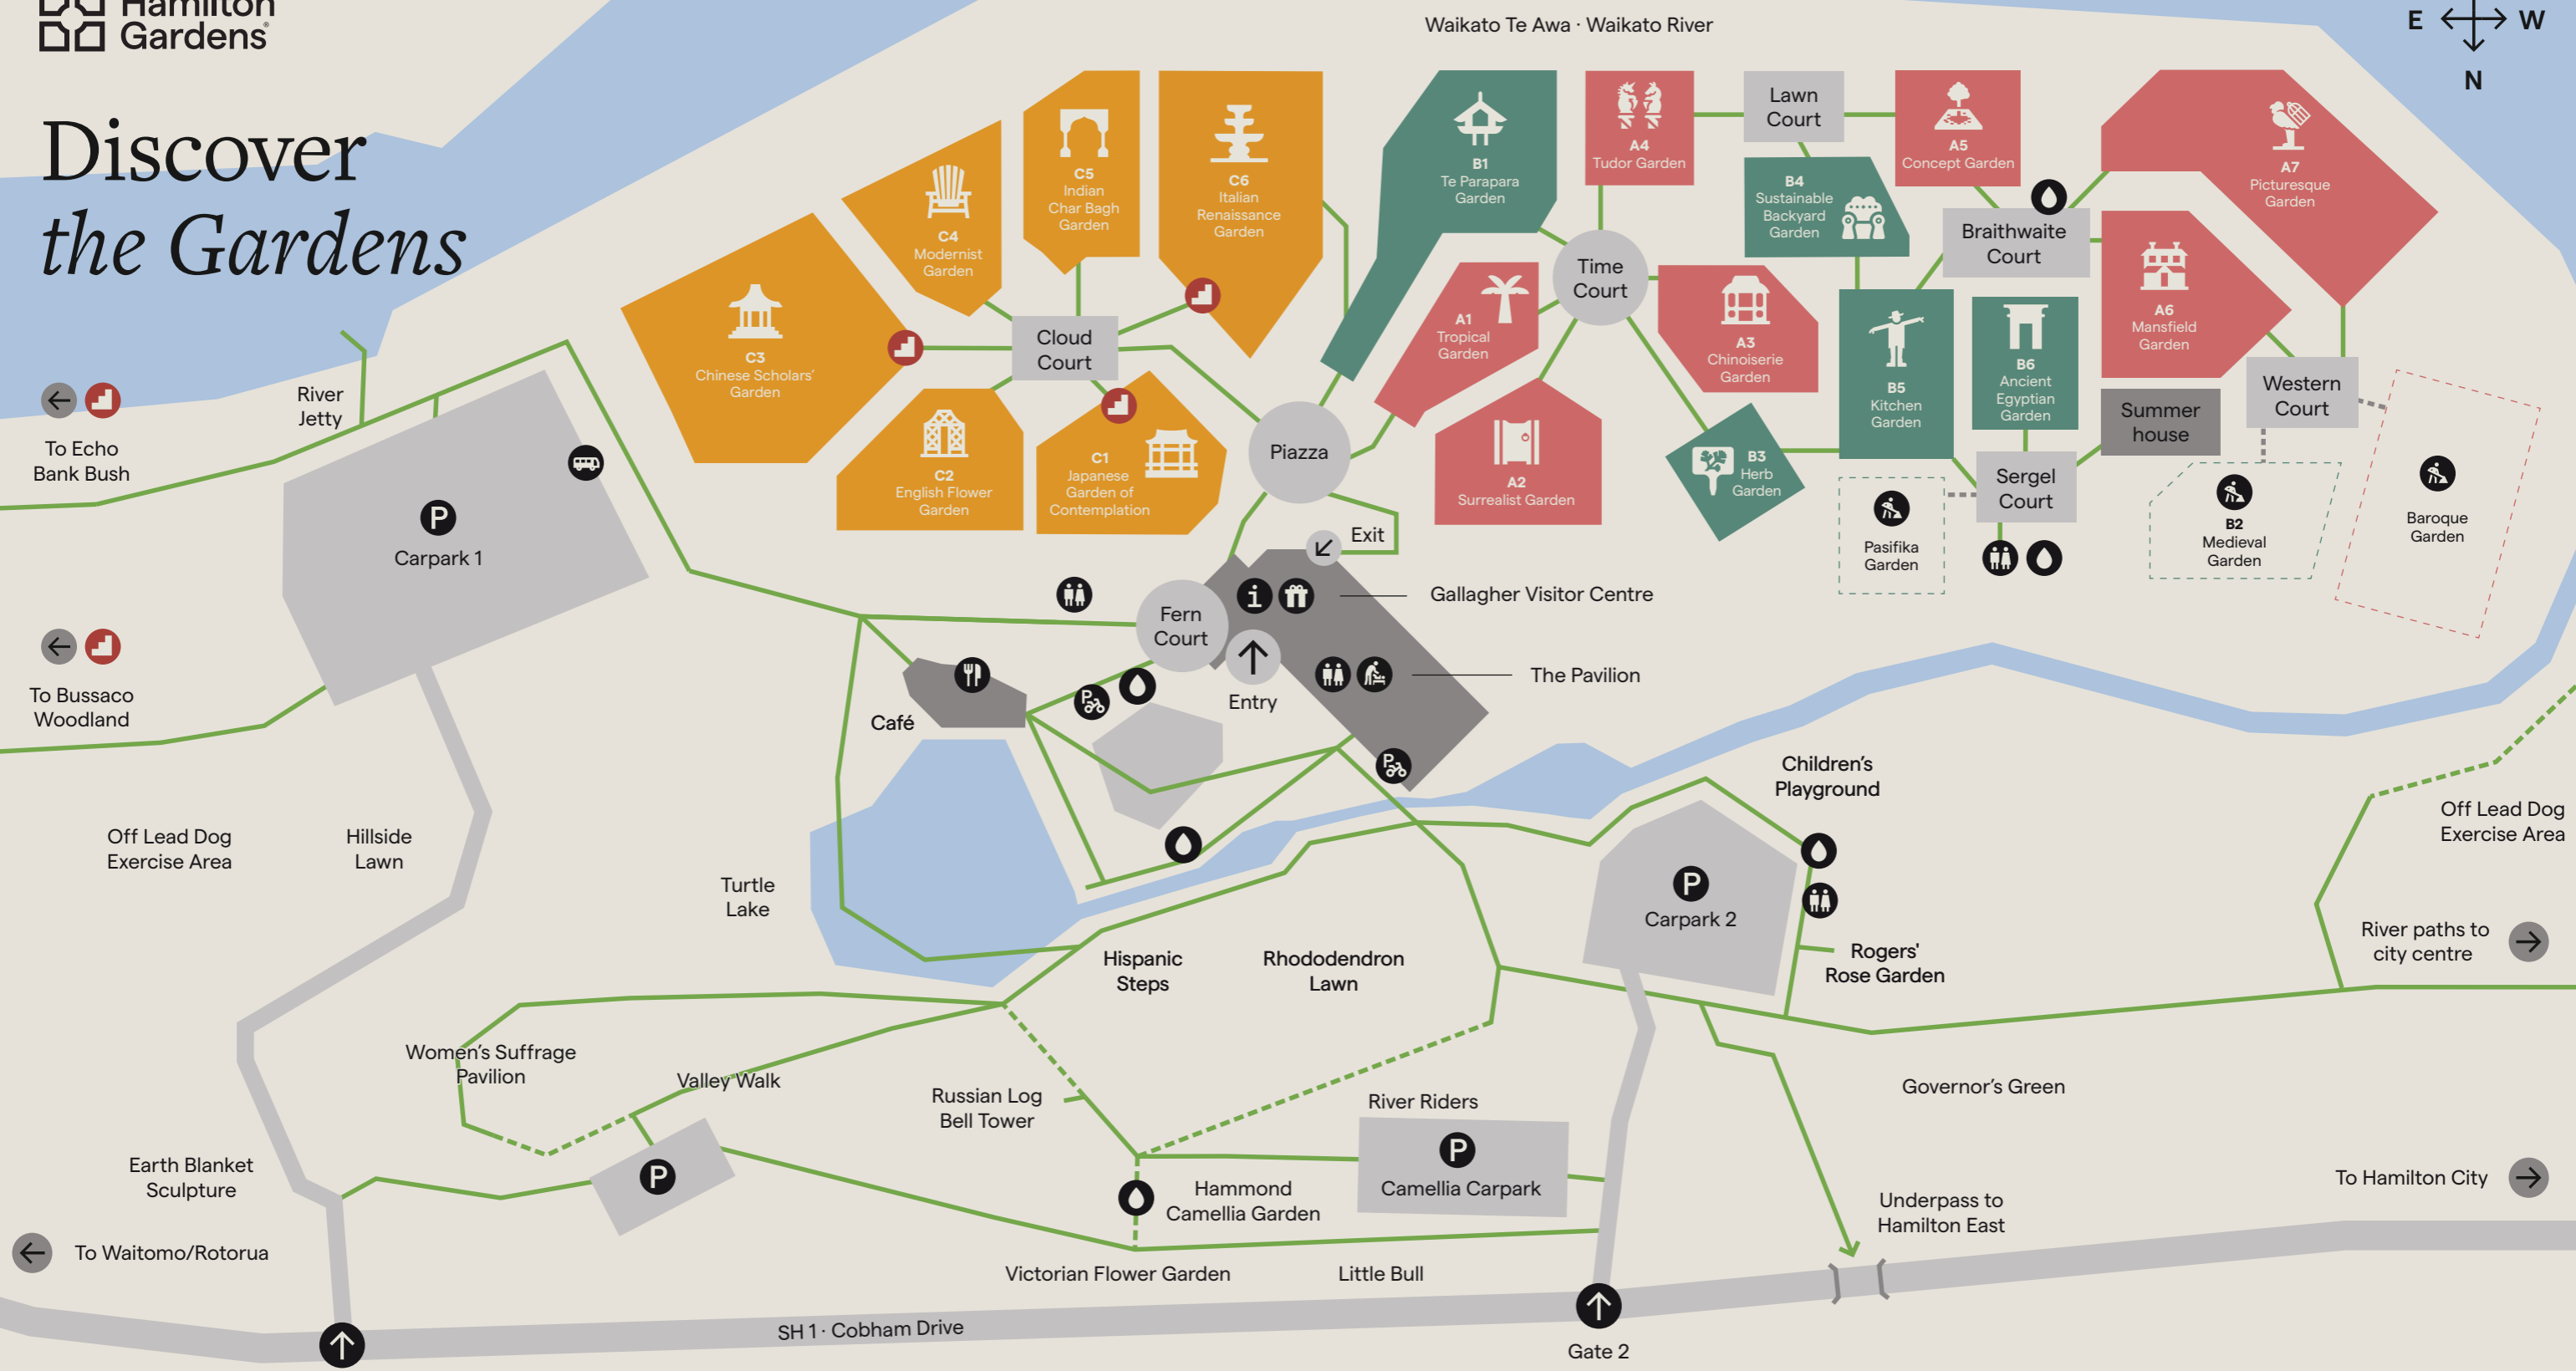 Hamilton
Gardens
Discover
the Gardens
Waikato Te Awa · Waikato River
E W
N
C3
Chinese Scholars’
Garden
C4
Modernist
Garden
C5
Indian
Char Bagh
Garden
C6
Italian
Renaissance
Garden
Cloud
Court
C2
English Flower
Garden
C1
Japanese
Garden of
Contemplation
B1
Te Parapara
Garden
A4
Tudor Garden
Lawn
Court
A5
Concept Garden
A7
Picturesque
Garden
B4
Sustainable
Backyard
Garden
Braithwaite
Court
Time
Court
A1
Tropical
Garden
A3
Chinoiserie
Garden
A2
Surrealist Garden
B3
Herb
Garden
B5
Kitchen
Garden
B6
Ancient
Egyptian
Garden
A6
Mansfield
Garden
Summer
house
Western
Court
Sergel
Court
Pasifika
Garden
B2
Medieval
Garden
Baroque
Garden
Piazza
Exit
Fern
Court
i
Gallagher Visitor Centre
Entry
The Pavilion
P
P
Café
River
Jetty
To Echo
Bank Bush
P
Carpark 1
To Bussaco
Woodland
Off Lead Dog
Exercise Area
Hillside
Lawn
Turtle
Lake
Children’s
Playground
P
Carpark 2
Rogers'
Rose Garden
Off Lead Dog
Exercise Area
River paths to
city centre
Hispanic
Steps
Rhododendron
Lawn
Women’s Suffrage
Pavilion
Valley Walk
Russian Log
Bell Tower
River Riders
P
Camellia Carpark
Governor’s Green
Earth Blanket
Sculpture
P
Hammond
Camellia Garden
Underpass to
Hamilton East
To Hamilton City
To Waitomo/Rotorua
Victorian Flower Garden
Little Bull
SH 1 · Cobham Drive
Gate 2